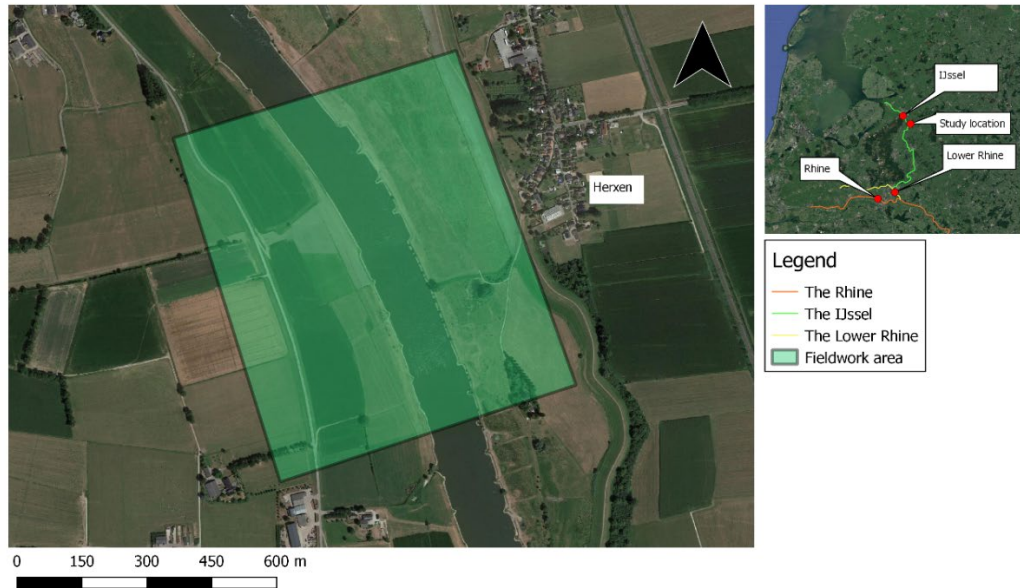 Herxen
IJssel
Study location
Lower Rhine
Rhine
Legend
The Rhine
The IJssel
The Lower Rhine
Fieldwork area
0 150 300 450 600 m